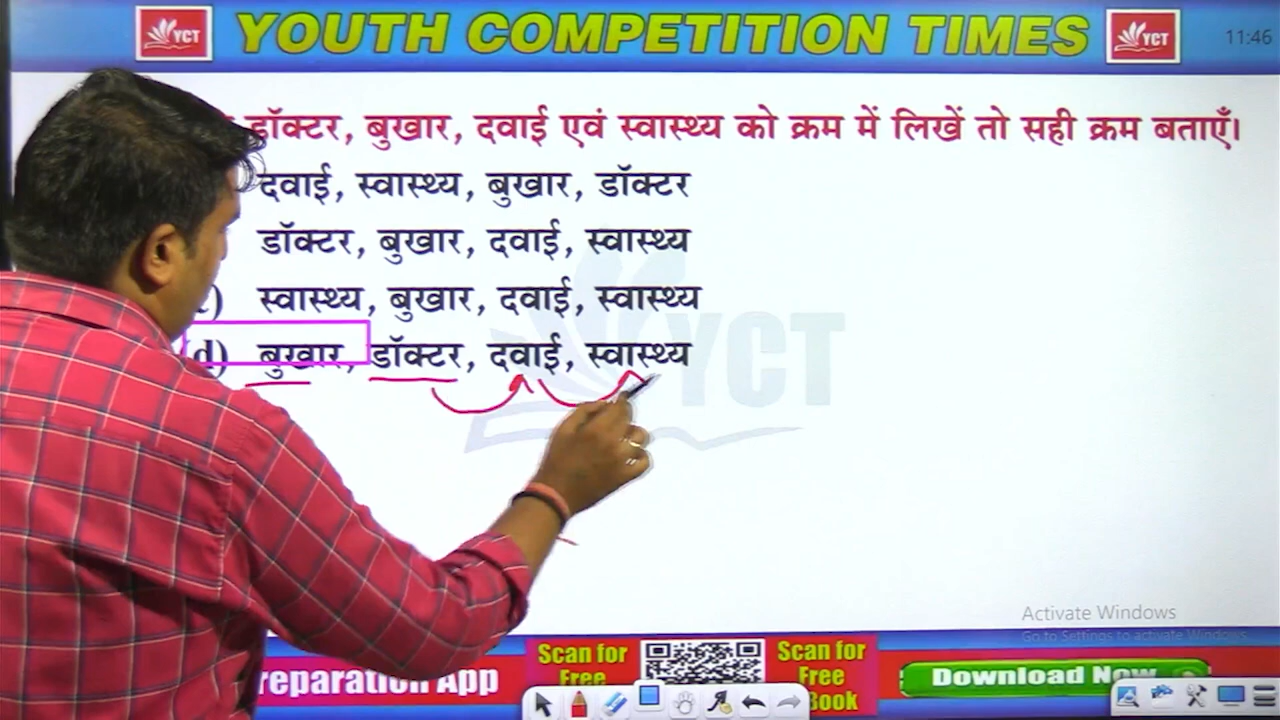 YCT YOUTH COMPETITION TIMES YCT 11:46
डॉक्टर, बुखार, दवाई एवं स्वास्थ्य को क्रम में लिखें तो सही क्रम बताएँ।
दवाई, स्वास्थ्य, बुखार, डॉक्टर
डॉक्टर, बुखार, दवाई, स्वास्थ्य
c) स्वास्थ्य, बुखार, दवाई, स्वास्थ्य
(d) बुखार, डॉक्टर, दवाई, स्वास्थ्य
YCT
Activate Windows
Go to Settings to activate Windows.
reparation App
Scan for
Free
Scan for
Free
Book
Download Now